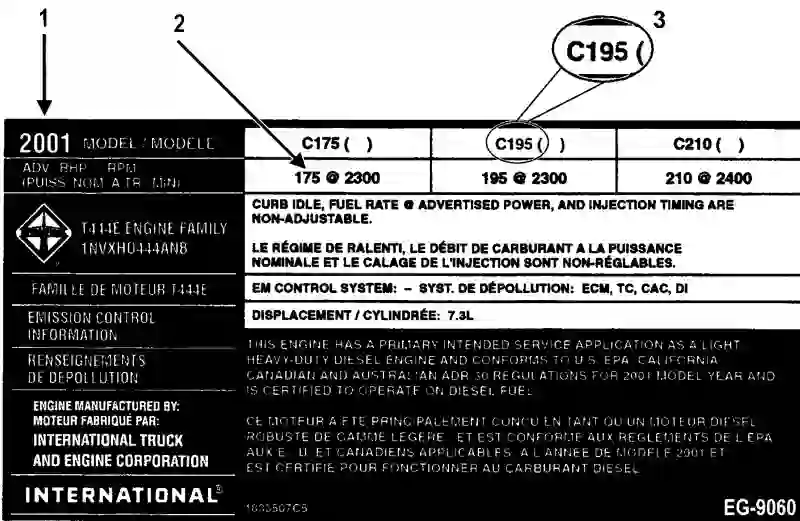 1
2
3
C195 (
2001 MODEL / MODELE
C175 ( )
C195 ( )
C210 ( )
ADV BHP RPM
(PUISS NOM A TR MIN)
175 @ 2300
195 @ 2300
210 @ 2400
T444E ENGINE FAMILY
1NVXH0444ANB
CURB IDLE, FUEL RATE @ ADVERTISED POWER, AND INJECTION TIMING ARE
NON-ADJUSTABLE.
LE RÉGIME DE RALENTI, LE DÉBIT DE CARBURANT A LA PUISSANCE
NOMINALE ET LE CALAGE DE L'INJECTION SONT NON-RÉGLABLES.
FAMILLE DE MOTEUR T444E
EM CONTROL SYSTEM: – SYST. DE DÉPOLLUTION: ECM, TC, CAC, DI
EMISSION CONTROL
INFORMATION
DISPLACEMENT / CYLINDRÉE: 7.3L
RENSEIGNEMENTS
DE DEPOLLUTION
THIS ENGINE HAS A PRIMARY INTENDED SERVICE APPLICATION AS A LIGHT
HEAVY-DUTY DIESEL ENGINE AND CONFORMS TO U.S. EPA, CALIFORNIA
CANADIAN AND AUSTRALIAN ADR 30 REGULATIONS FOR 2001 MODEL YEAR AND
IS CERTIFIED TO OPERATE ON DIESEL FUEL
ENGINE MANUFACTURED BY:
MOTEUR FABRIQUÉ PAR:
INTERNATIONAL TRUCK
AND ENGINE CORPORATION
CE MOTEUR A ETE PRINCIPALEMENT CONCU EN TANT QU UN MOTEUR DIESEL
ROBUSTE DE GAMME LEGERE ET EST CONFORME AUX REGLEMENTS DE L EPA
AUX E. U. ET CANADIENS APPLICABLES A L ANNEE DE MODELE 2001 ET
EST CERTIFIE POUR FONCTIONNER AU CARBURANT DIESEL
INTERNATIONAL®
EG-9060